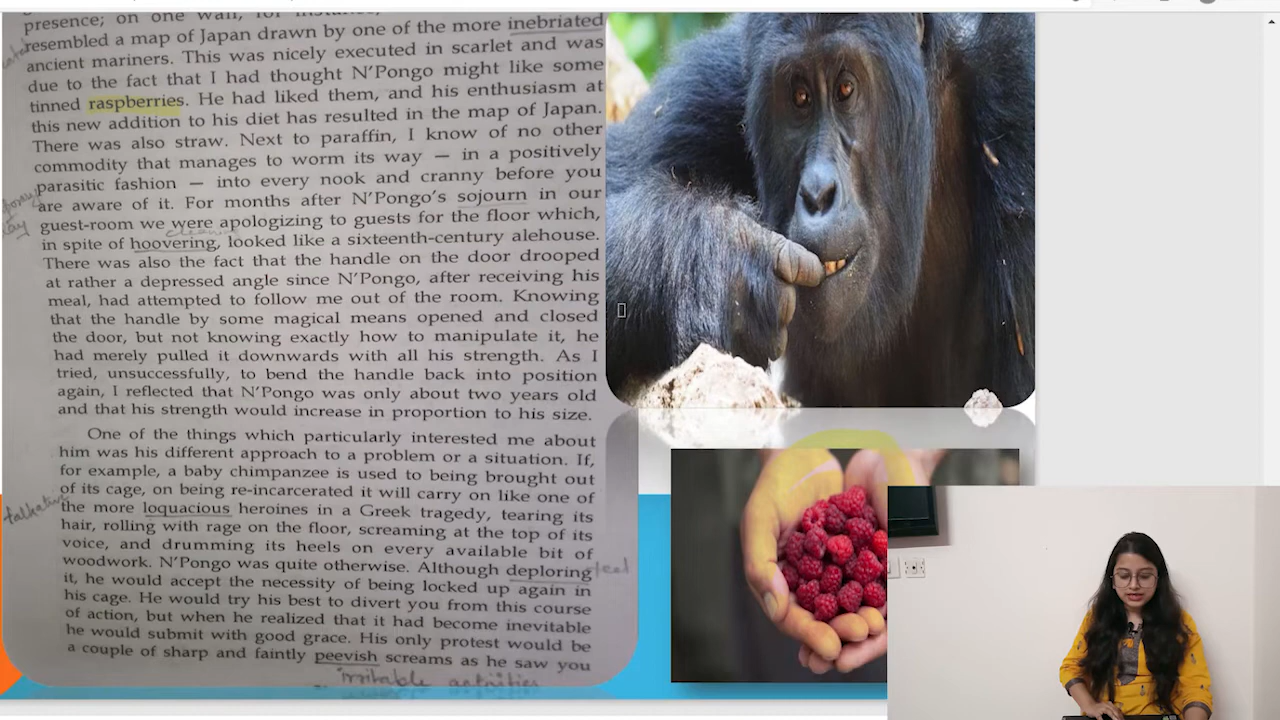 presence; on one wall, for instance,
resembled a map of Japan drawn by one of the more inebriated
ancient mariners. This was nicely executed in scarlet and was
due to the fact that I had thought N'Pongo might like some
tinned raspberries. He had liked them, and his enthusiasm at
this new addition to his diet has resulted in the map of Japan.
There was also straw. Next to paraffin, I know of no other
commodity that manages to worm its way — in a positively
parasitic fashion — into every nook and cranny before you
are aware of it. For months after N'Pongo's sojourn in our
guest-room we were apologizing to guests for the floor which,
cleaning
in spite of hoovering, looked like a sixteenth-century alehouse.
There was also the fact that the handle on the door drooped
at rather a depressed angle since N'Pongo, after receiving his
meal, had attempted to follow me out of the room. Knowing
that the handle by some magical means opened and closed
the door, but not knowing exactly how to manipulate it, he
had merely pulled it downwards with all his strength. As I
tried, unsuccessfully, to bend the handle back into position
again, I reflected that N'Pongo was only about two years old
and that his strength would increase in proportion to his size.
One of the things which particularly interested me about
him was his different approach to a problem or a situation. If,
for example, a baby chimpanzee is used to being brought out
of its cage, on being re-incarcerated it will carry on like one of
talkative
the more loquacious heroines in a Greek tragedy, tearing its
hair, rolling with rage on the floor, screaming at the top of its
voice, and drumming its heels on every available bit of
woodwork. N'Pongo was quite otherwise. Although deploring
it, he would accept the necessity of being locked up again in
his cage. He would try his best to divert you from this course
of action, but when he realized that it had become inevitable
he would submit with good grace. His only protest would be
a couple of sharp and faintly peevish screams as he saw you
irritable activities